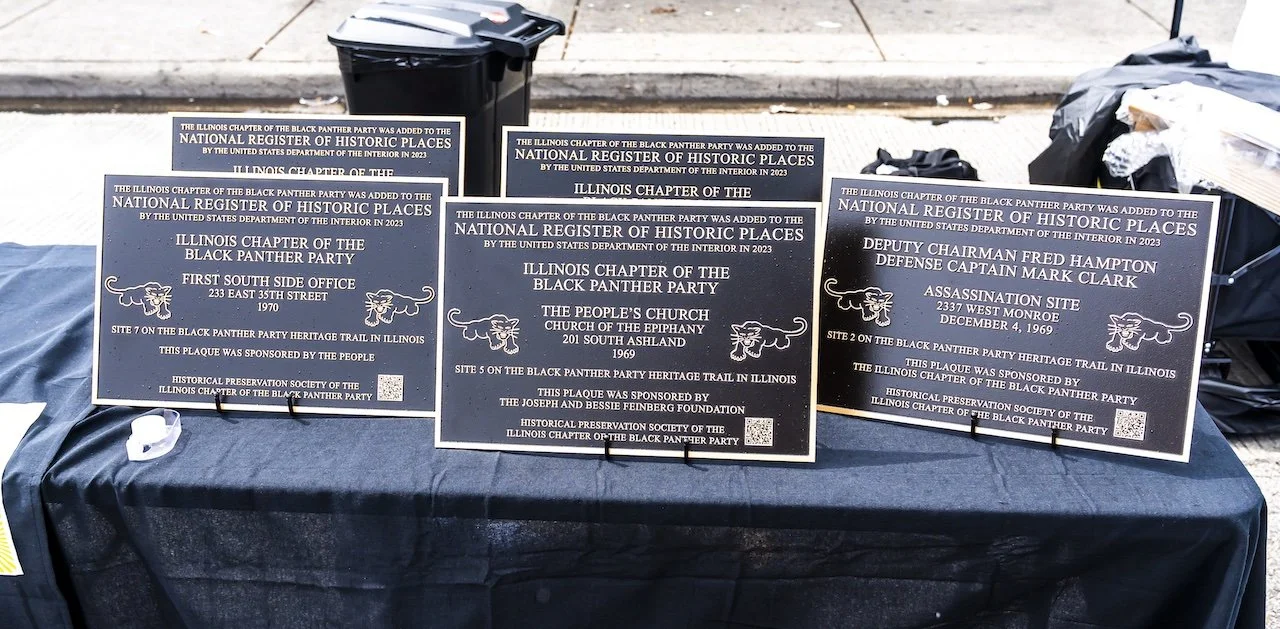 THE ILLINOIS CHAPTER OF THE BLACK PANTHER PARTY WAS ADDED TO THE
NATIONAL REGISTER OF HISTORIC PLACES
BY THE UNITED STATES DEPARTMENT OF THE INTERIOR IN 2023
ILLINOIS CHAPTER OF THE
THE ILLINOIS CHAPTER OF THE BLACK PANTHER PARTY WAS ADDED TO THE
NATIONAL REGISTER OF HISTORIC PLACES
BY THE UNITED STATES DEPARTMENT OF THE INTERIOR IN 2023
ILLINOIS CHAPTER OF THE
THE ILLINOIS CHAPTER OF THE BLACK PANTHER PARTY WAS ADDED TO THE
NATIONAL REGISTER OF HISTORIC PLACES
BY THE UNITED STATES DEPARTMENT OF THE INTERIOR IN 2023
ILLINOIS CHAPTER OF THE
BLACK PANTHER PARTY
FIRST SOUTH SIDE OFFICE
233 EAST 35TH STREET
1970
SITE 7 ON THE BLACK PANTHER PARTY HERITAGE TRAIL IN ILLINOIS
THIS PLAQUE WAS SPONSORED BY THE PEOPLE
HISTORICAL PRESERVATION SOCIETY OF THE
ILLINOIS CHAPTER OF THE BLACK PANTHER PARTY
THE ILLINOIS CHAPTER OF THE BLACK PANTHER PARTY WAS ADDED TO THE
NATIONAL REGISTER OF HISTORIC PLACES
BY THE UNITED STATES DEPARTMENT OF THE INTERIOR IN 2023
ILLINOIS CHAPTER OF THE
BLACK PANTHER PARTY
THE PEOPLE'S CHURCH
CHURCH OF THE EPIPHANY
201 SOUTH ASHLAND
1969
SITE 5 ON THE BLACK PANTHER PARTY HERITAGE TRAIL IN ILLINOIS
THIS PLAQUE WAS SPONSORED BY
THE JOSEPH AND BESSIE FEINBERG FOUNDATION
HISTORICAL PRESERVATION SOCIETY OF THE
ILLINOIS CHAPTER OF THE BLACK PANTHER PARTY
THE ILLINOIS CHAPTER OF THE BLACK PANTHER PARTY WAS ADDED TO THE
NATIONAL REGISTER OF HISTORIC PLACES
BY THE UNITED STATES DEPARTMENT OF THE INTERIOR IN 2023
DEPUTY CHAIRMAN FRED HAMPTON
DEFENSE CAPTAIN MARK CLARK
ASSASSINATION SITE
2337 WEST MONROE
DECEMBER 4, 1969
SITE 2 ON THE BLACK PANTHER PARTY HERITAGE TRAIL IN ILLINOIS
THIS PLAQUE WAS SPONSORED BY
THE ILLINOIS CHAPTER OF THE BLACK PANTHER PARTY
HISTORICAL PRESERVATION SOCIETY OF THE
ILLINOIS CHAPTER OF THE BLACK PANTHER PARTY